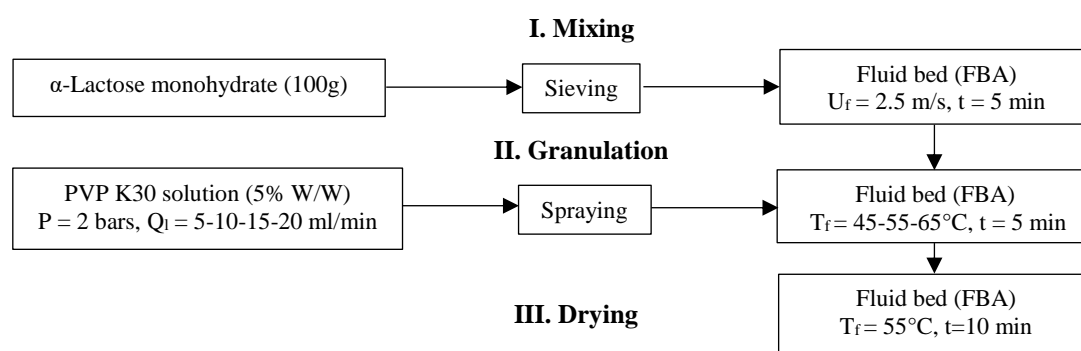 I. Mixing
α-Lactose monohydrate (100g)
Sieving
Fluid bed (FBA)
Uf = 2.5 m/s, t = 5 min
II. Granulation
PVP K30 solution (5% W/W)
P = 2 bars, Ql = 5-10-15-20 ml/min
Spraying
Fluid bed (FBA)
Tf = 45-55-65°C, t = 5 min
III. Drying
Fluid bed (FBA)
Tf = 55°C, t=10 min